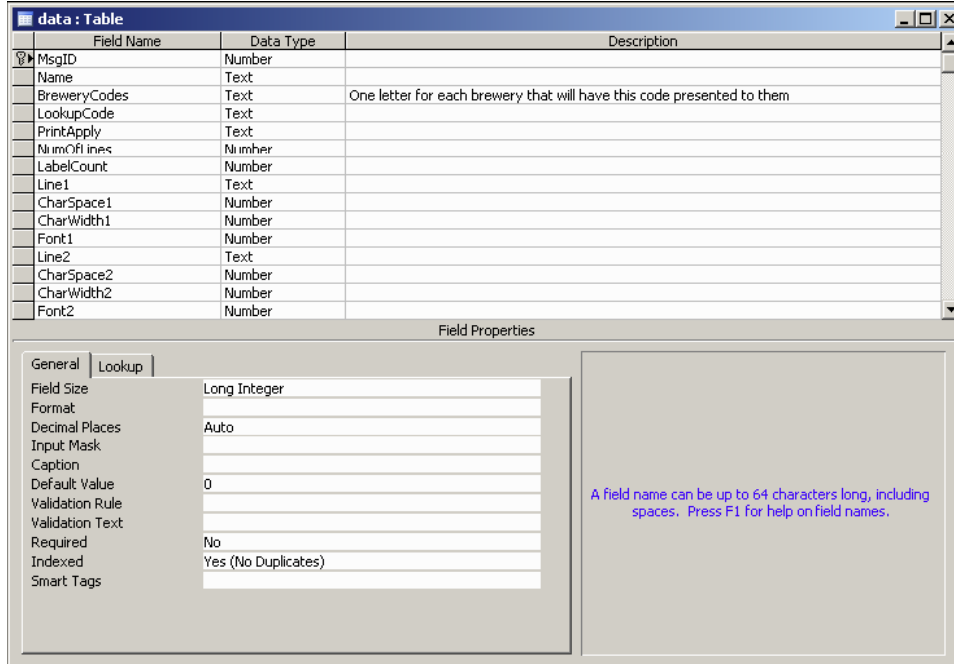 data : Table
Field Name Data Type Description
MsgID Number
Name Text
BreweryCodes Text One letter for each brewery that will have this code presented to them
LookupCode Text
PrintApply Text
NumOfLines Number
LabelCount Number
Line1 Text
CharSpace1 Number
CharWidth1 Number
Font1 Number
Line2 Text
CharSpace2 Number
CharWidth2 Number
Font2 Number
Field Properties
General Lookup
Field Size Long Integer
Format
Decimal Places Auto
Input Mask
Caption
Default Value 0
Validation Rule
Validation Text
Required No
Indexed Yes (No Duplicates)
Smart Tags
A field name can be up to 64 characters long, including
spaces. Press F1 for help on field names.